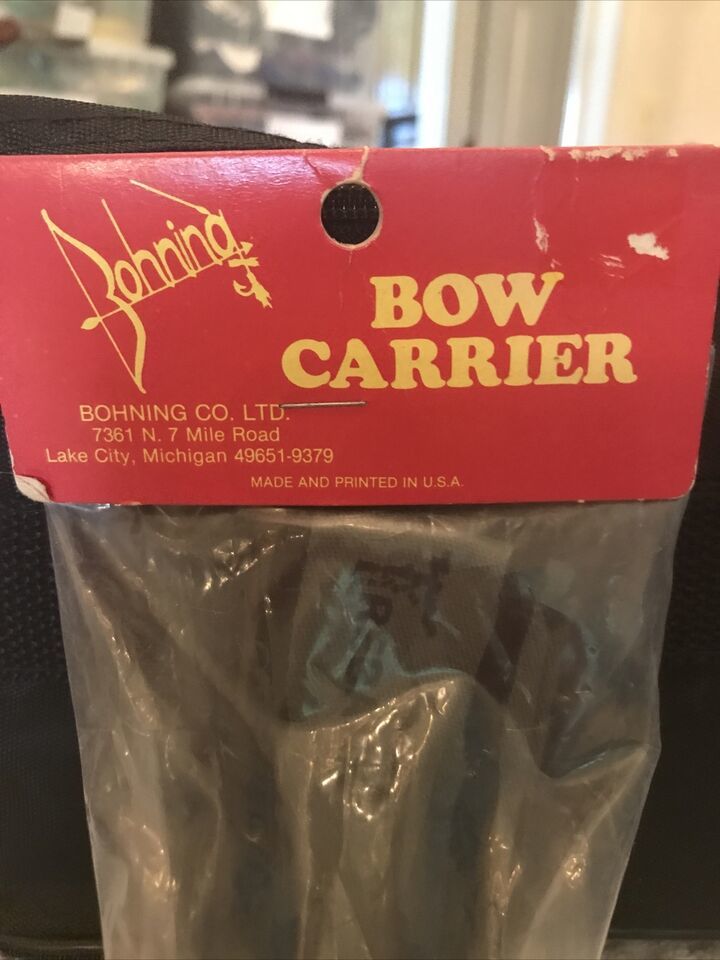 Bohning
BOW
CARRIER
BOHNING CO. LTD.
7361 N. 7 Mile Road
Lake City, Michigan 49651-9379
MADE AND PRINTED IN U.S.A.